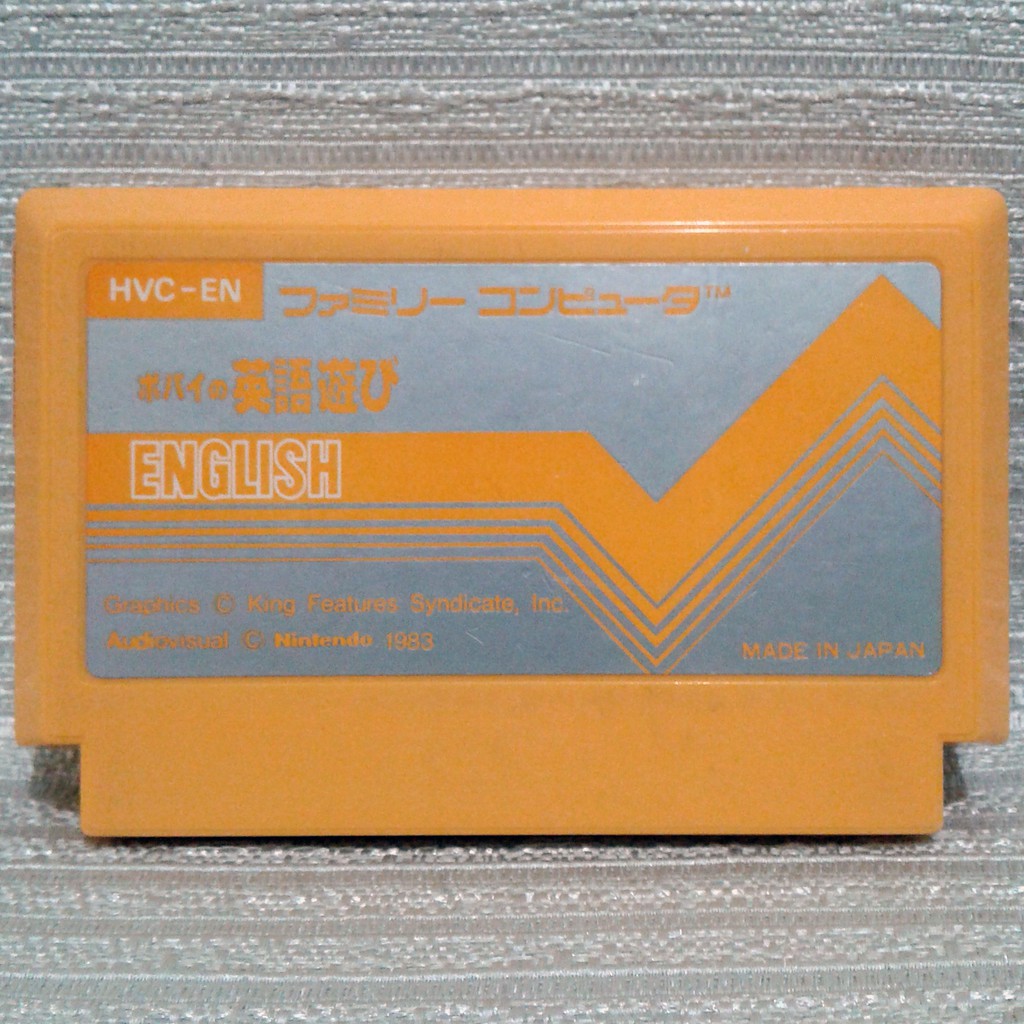 HVC-EN
ファミリー コンピュータ™
ポパイの英語遊び
ENGLISH
Graphics © King Features Syndicate, Inc.
Audiovisual © Nintendo 1983
MADE IN JAPAN